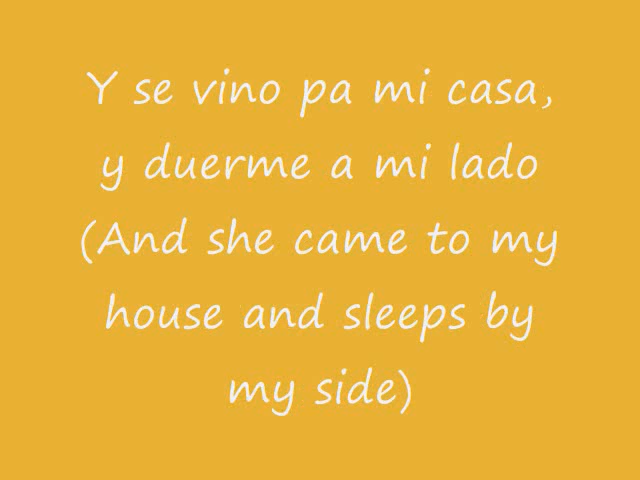 Y se vino pa mi casa,
y duerme a mi lado
(And she came to my
house and sleeps by
my side)